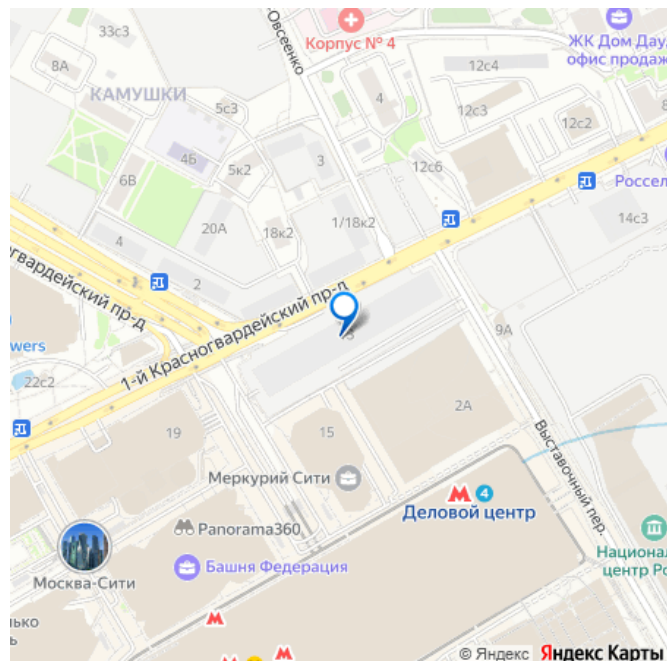 33с3
-Овсеенко
Корпус № 4
ЖК Дом Дау
офис продаж
8А
КАМУШКИ
12с4
5с3
4
12с3
8
12с2
4Б
5к2
3
12с6
6В
Россел
20А
1/18к2
14с3
18к2
4
2
огвардейский пр-д
1-й Красногвардейский пр-д
9А
wers
22с2
2А
19
15
Выставочный пер.
Меркурий Сити
4
Деловой центр
Panorama360
Национал
центр Ро
Башня Федерация
Москва-Сити
лько
ь
© Яндекс Яндекс Карты